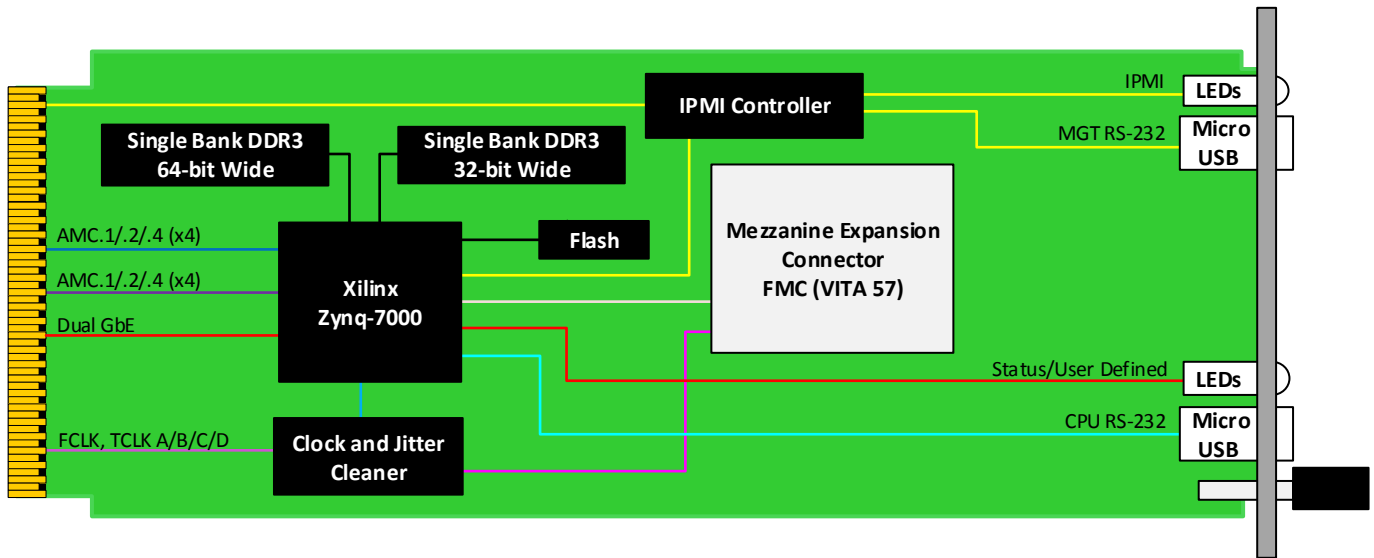 IPMI Controller
IPMI
LEDs
MGT RS-232
Micro
USB
Single Bank DDR3
64-bit Wide
Single Bank DDR3
32-bit Wide
AMC.1/.2/.4 (x4)
AMC.1/.2/.4 (x4)
Dual GbE
Xilinx
Zynq-7000
Flash
Mezzanine Expansion
Connector
FMC (VITA 57)
Status/User Defined
LEDs
CPU RS-232
Micro
USB
FCLK, TCLK A/B/C/D
Clock and Jitter
Cleaner